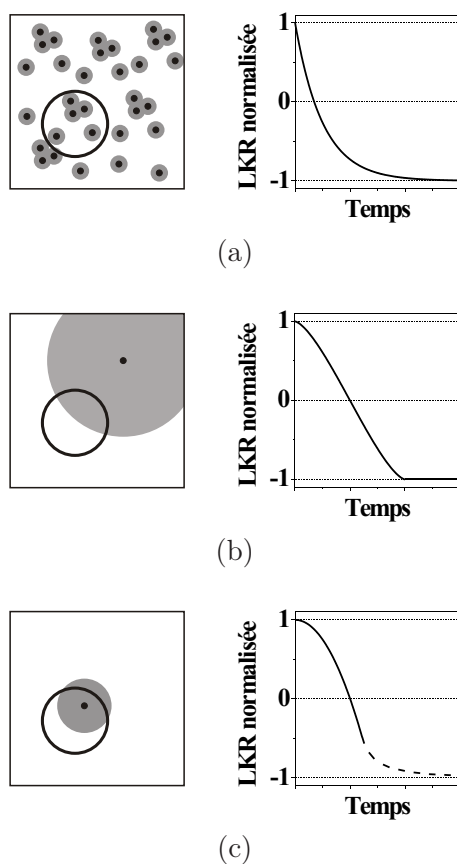 LKR normalisée
1
0
-1
Temps
(a)
LKR normalisée
1
0
-1
Temps
(b)
LKR normalisée
1
0
-1
Temps
(c)